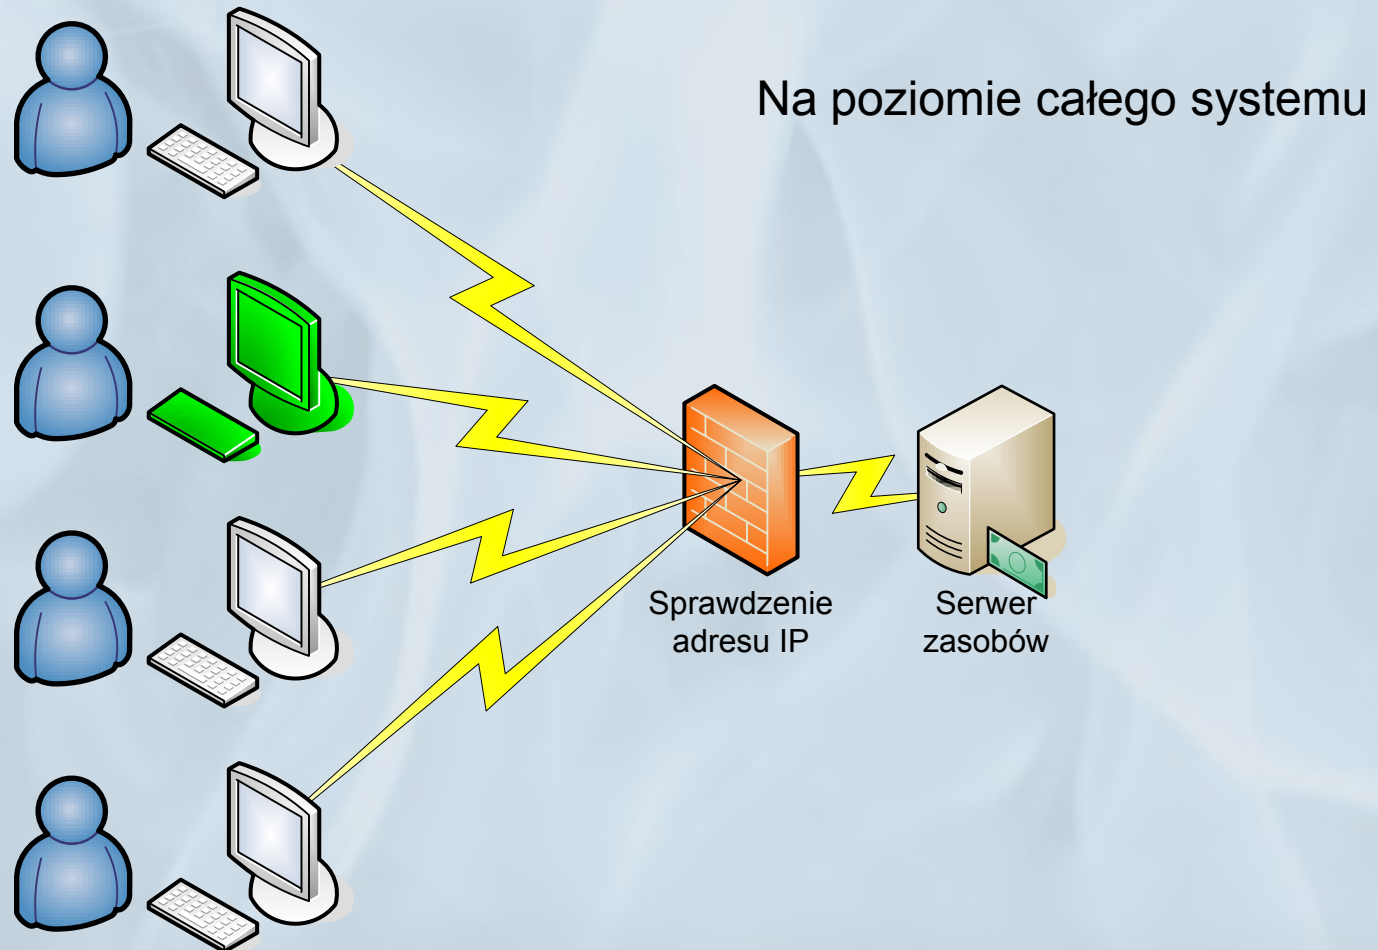 Na poziomie całego systemu
Sprawdzenie
adresu IP
Serwer
zasobów